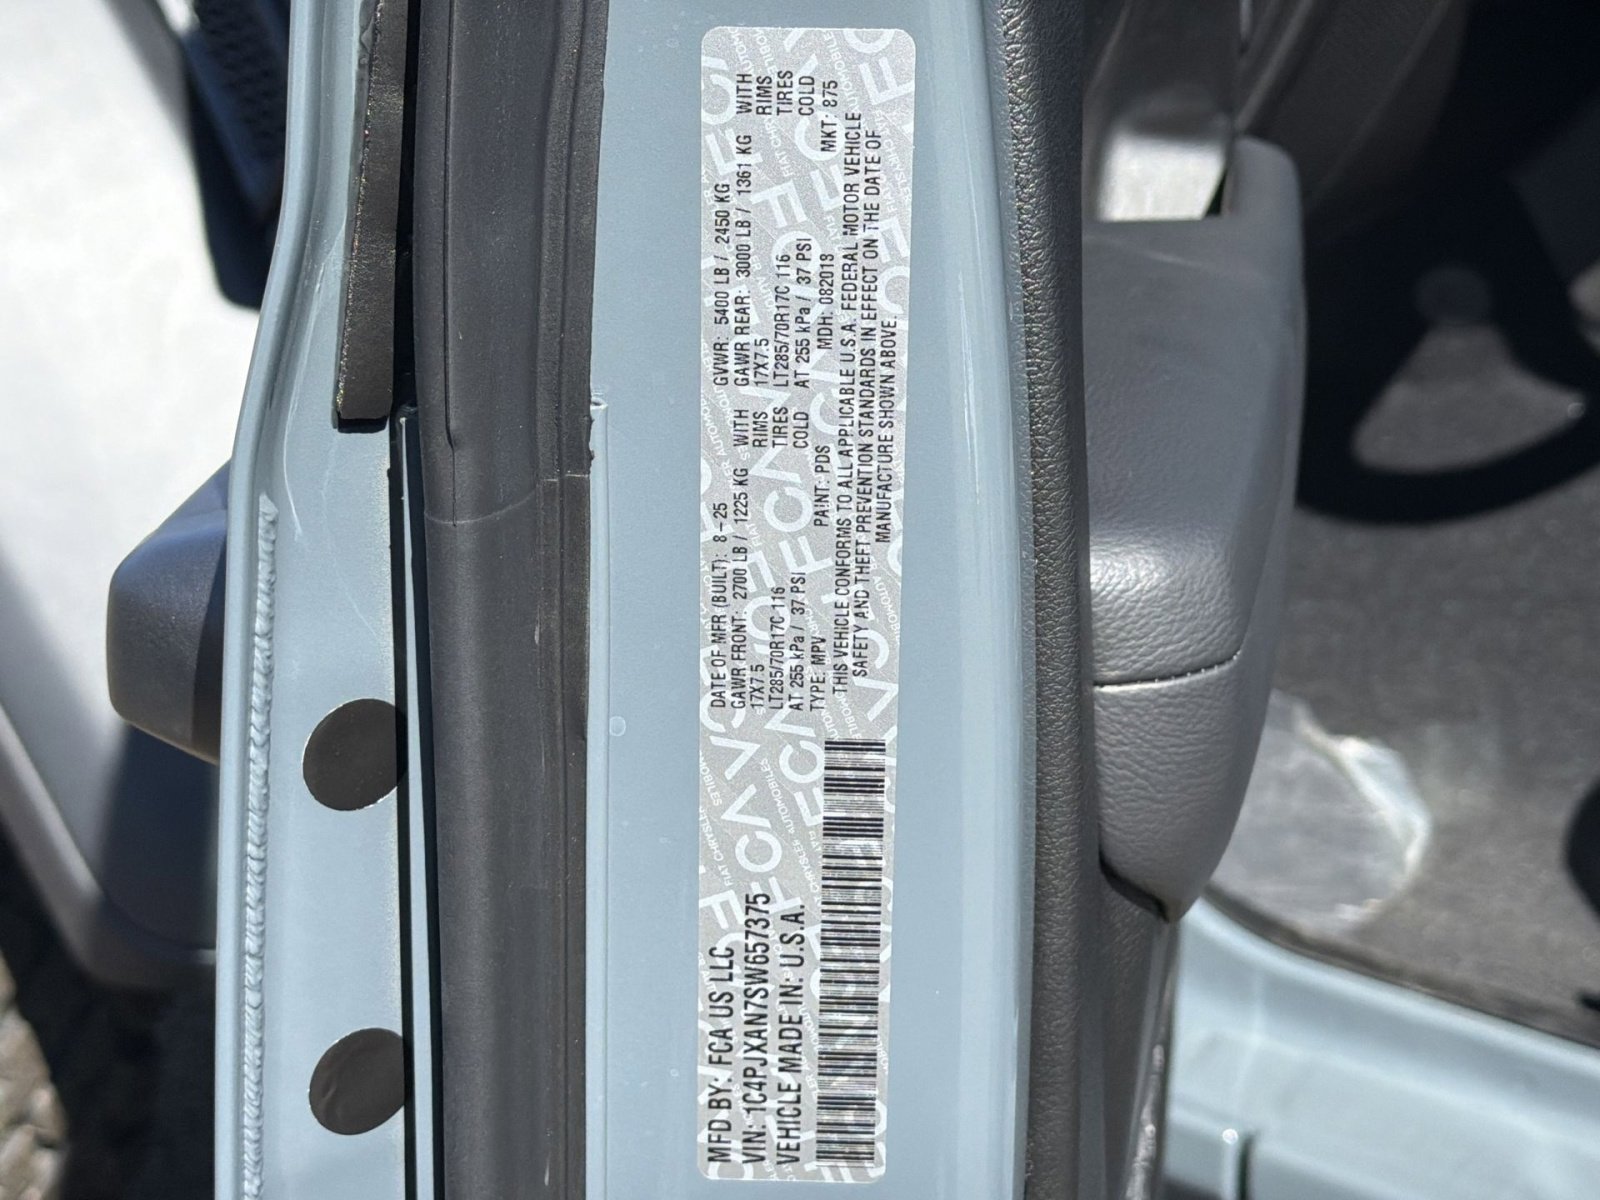 MFD BY: FCA US LLC
VIN: 1C4PJXAN7SW657375
VEHICLE MADE IN: U.S.A.
DATE OF MFR (BUILT): 8-25 GVWR: 5400 LB / 2450 KG
GAWR FRONT: 2700 LB / 1225 KG WITH GAWR REAR: 3000 LB / 1361 KG WITH
17X7.5 RIMS 17X7.5 RIMS
LT285/70R17C 116 TIRES LT285/70R17C 116 TIRES
AT 255 kPa / 37 PSI COLD AT 255 kPa / 37 PSI COLD
TYPE: MPV PAINT: PDS MDH: 082018 MKT: 875
THIS VEHICLE CONFORMS TO ALL APPLICABLE U.S.A. FEDERAL MOTOR VEHICLE
SAFETY AND THEFT PREVENTION STANDARDS IN EFFECT ON THE DATE OF
MANUFACTURE SHOWN ABOVE